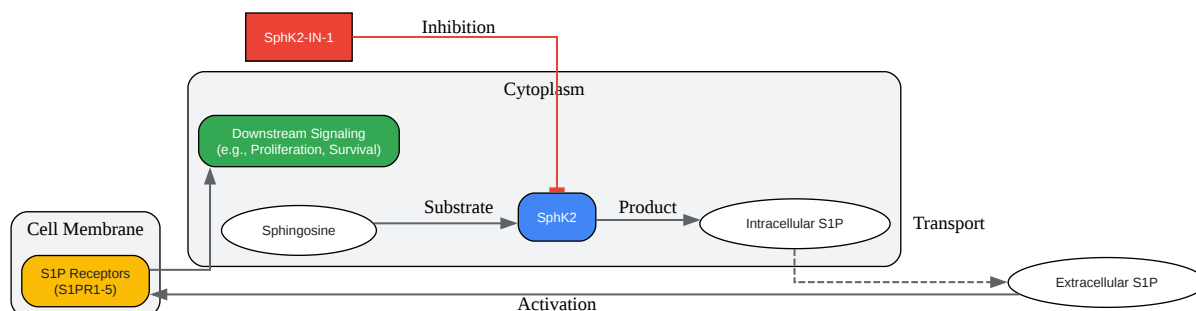 Inhibition
SphK2-IN-1
Cytoplasm
Downstream Signaling
(e.g., Proliferation, Survival)
Substrate
SphK2
Product
Intracellular S1P
Transport
Cell Membrane
Sphingosine
S1P Receptors
(S1PR1-5)
Extracellular S1P
Activation